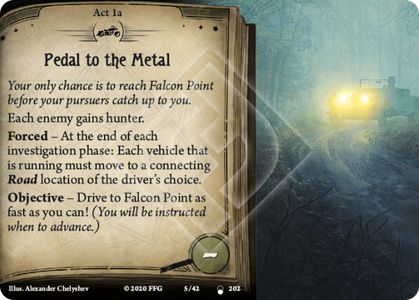 Act 1a
Pedal to the Metal
Your only chance is to reach Falcon Point
before your pursuers catch up to you.
Each enemy gains hunter.
Forced – At the end of each
investigation phase: Each vehicle that
is running must move to a connecting
Road location of the driver's choice.
Objective – Drive to Falcon Point as
fast as you can! (You will be instructed
when to advance.)
–
Illus. Alexander Chelyshev
©2020 FFG
5/42
202